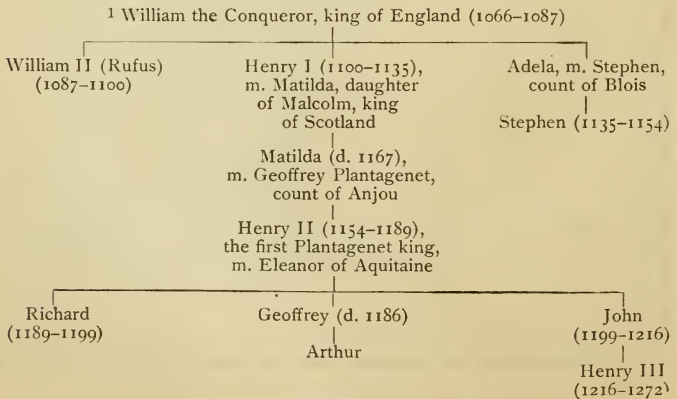 1 William the Conqueror, king of England (1066–1087)
William II (Rufus)
(1087–1100)
Henry I (1100–1135),
m. Matilda, daughter
of Malcolm, king
of Scotland
Adela, m. Stephen,
count of Blois
Stephen (1135–1154)
Matilda (d. 1167),
m. Geoffrey Plantagenet,
count of Anjou
Henry II (1154–1189),
the first Plantagenet king,
m. Eleanor of Aquitaine
Richard
(1189–1199)
Geoffrey (d. 1186)
Arthur
John
(1199–1216)
Henry III
(1216–1272)